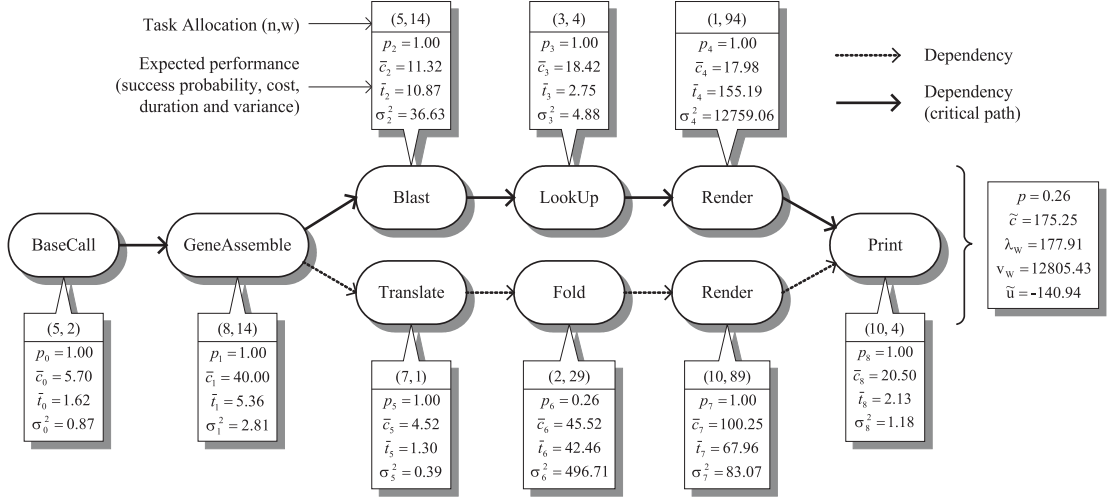 Task Allocation (n,w)
Expected performance
(success probability, cost,
duration and variance)
(5, 14)
p₂ = 1.00
c̄₂ = 11.32
t̄₂ = 10.87
σ₂² = 36.63
(3, 4)
p₃ = 1.00
c̄₃ = 18.42
t̄₃ = 2.75
σ₃² = 4.88
(1, 94)
p₄ = 1.00
c̄₄ = 17.98
t̄₄ = 155.19
σ₄² = 12759.06
Dependency
Dependency
(critical path)
Blast
LookUp
Render
BaseCall
GeneAssemble
Print
Translate
Fold
Render
p = 0.26
c̃ = 175.25
λw = 177.91
vw = 12805.43
ũ = -140.94
(5, 2)
p₀ = 1.00
c̄₀ = 5.70
t̄₀ = 1.62
σ₀² = 0.87
(8, 14)
p₁ = 1.00
c̄₁ = 40.00
t̄₁ = 5.36
σ₁² = 2.81
(7, 1)
p₅ = 1.00
c̄₅ = 4.52
t̄₅ = 1.30
σ₅² = 0.39
(2, 29)
p₆ = 0.26
c̄₆ = 45.52
t̄₆ = 42.46
σ₆² = 496.71
(10, 89)
p₇ = 1.00
c̄₇ = 100.25
t̄₇ = 67.96
σ₇² = 83.07
(10, 4)
p₈ = 1.00
c̄₈ = 20.50
t̄₈ = 2.13
σ₈² = 1.18